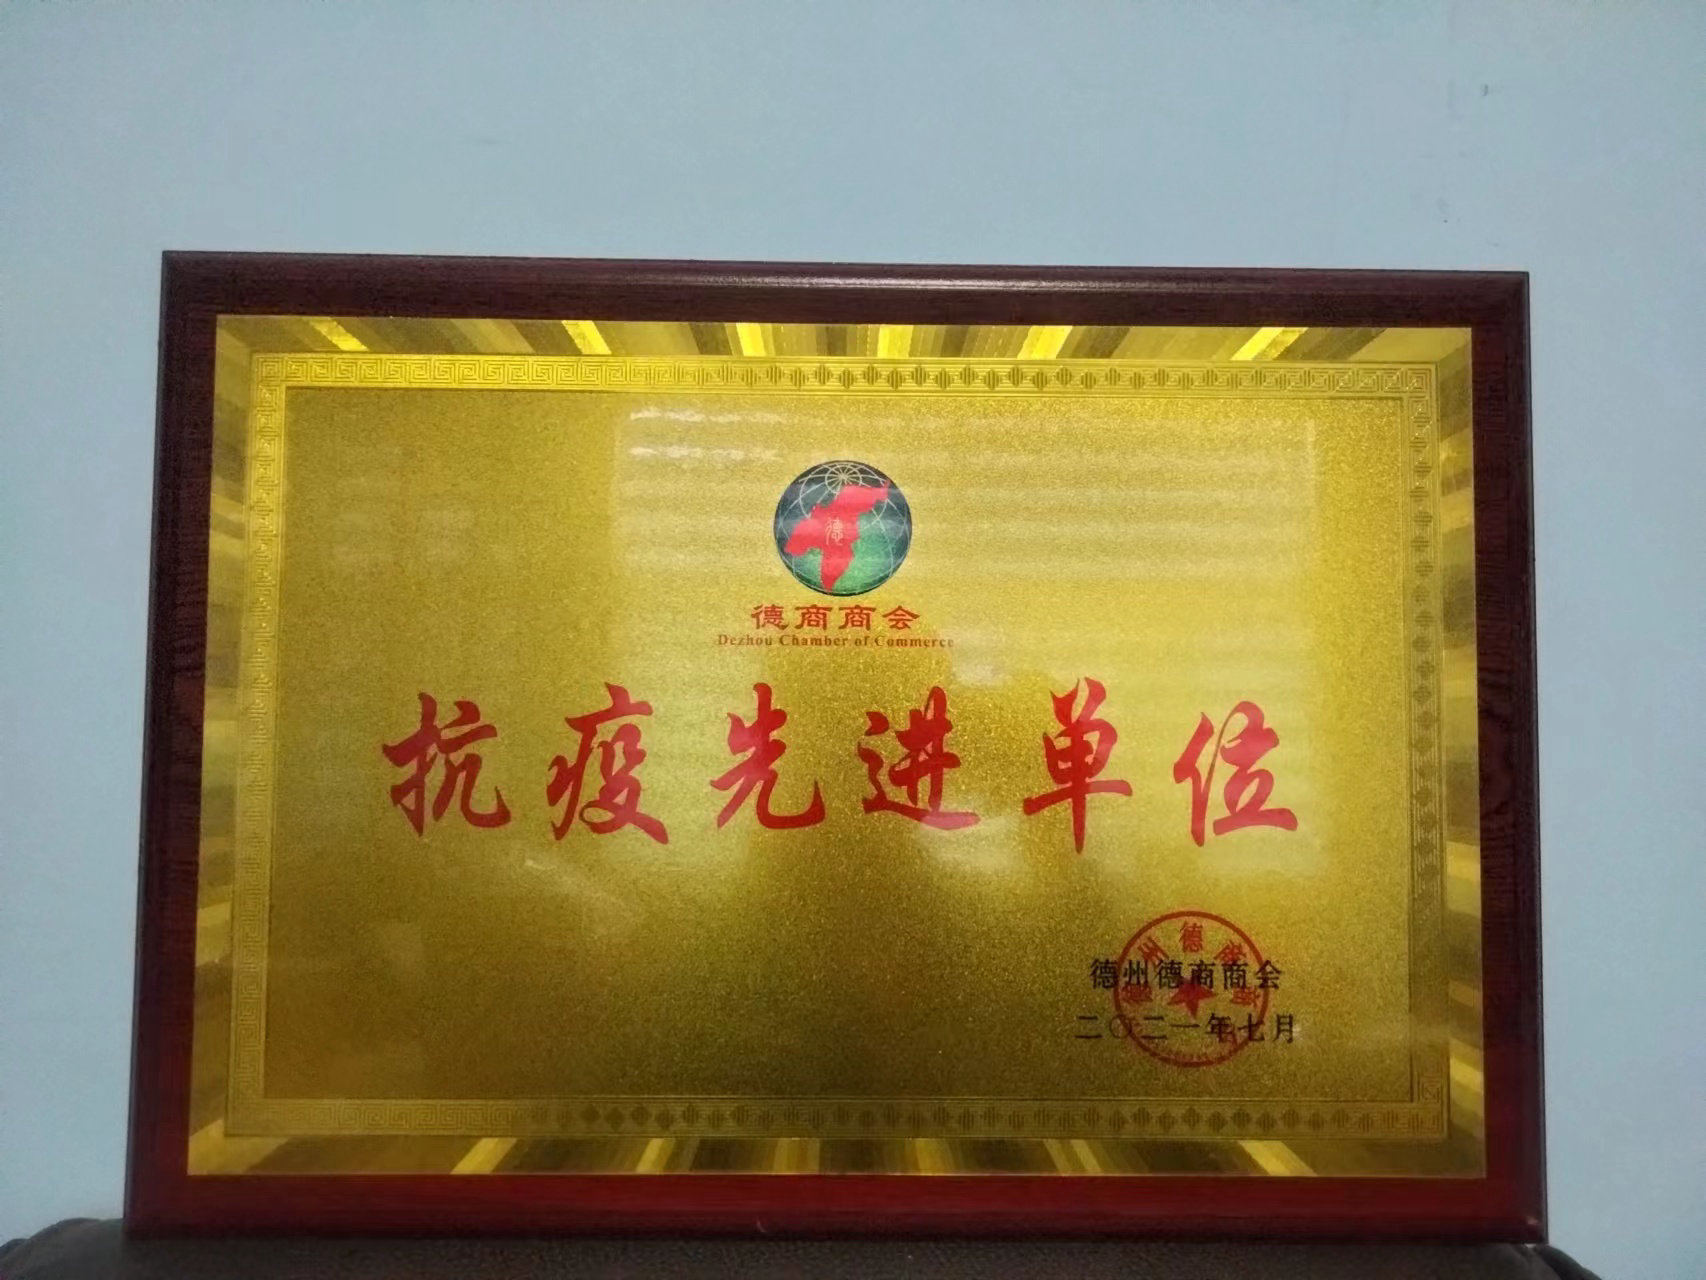 德
德商商会
Dezhou Chamber of Commerce
抗疫先进单位
德州德商商会
二〇二一年七月